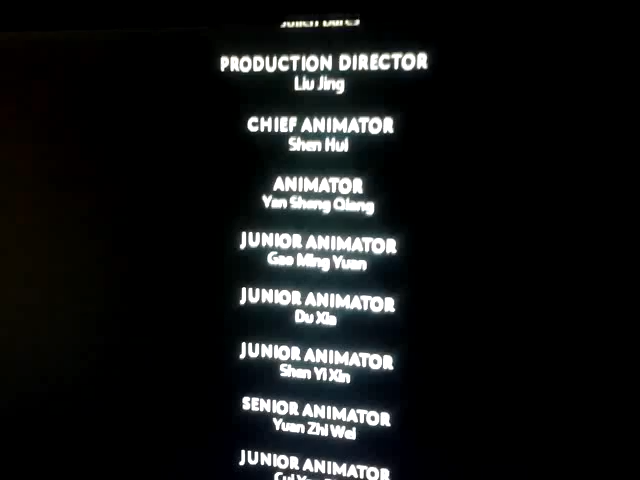 PRODUCTION DIRECTOR
Liu Jing
CHIEF ANIMATOR
Shen Hui
ANIMATOR
Yan Sheng Qiang
JUNIOR ANIMATOR
Gao Ming Yuan
JUNIOR ANIMATOR
Du Xia
JUNIOR ANIMATOR
Shen Yi Xin
SENIOR ANIMATOR
Yuan Zhi Wei
JUNIOR ANIMATOR